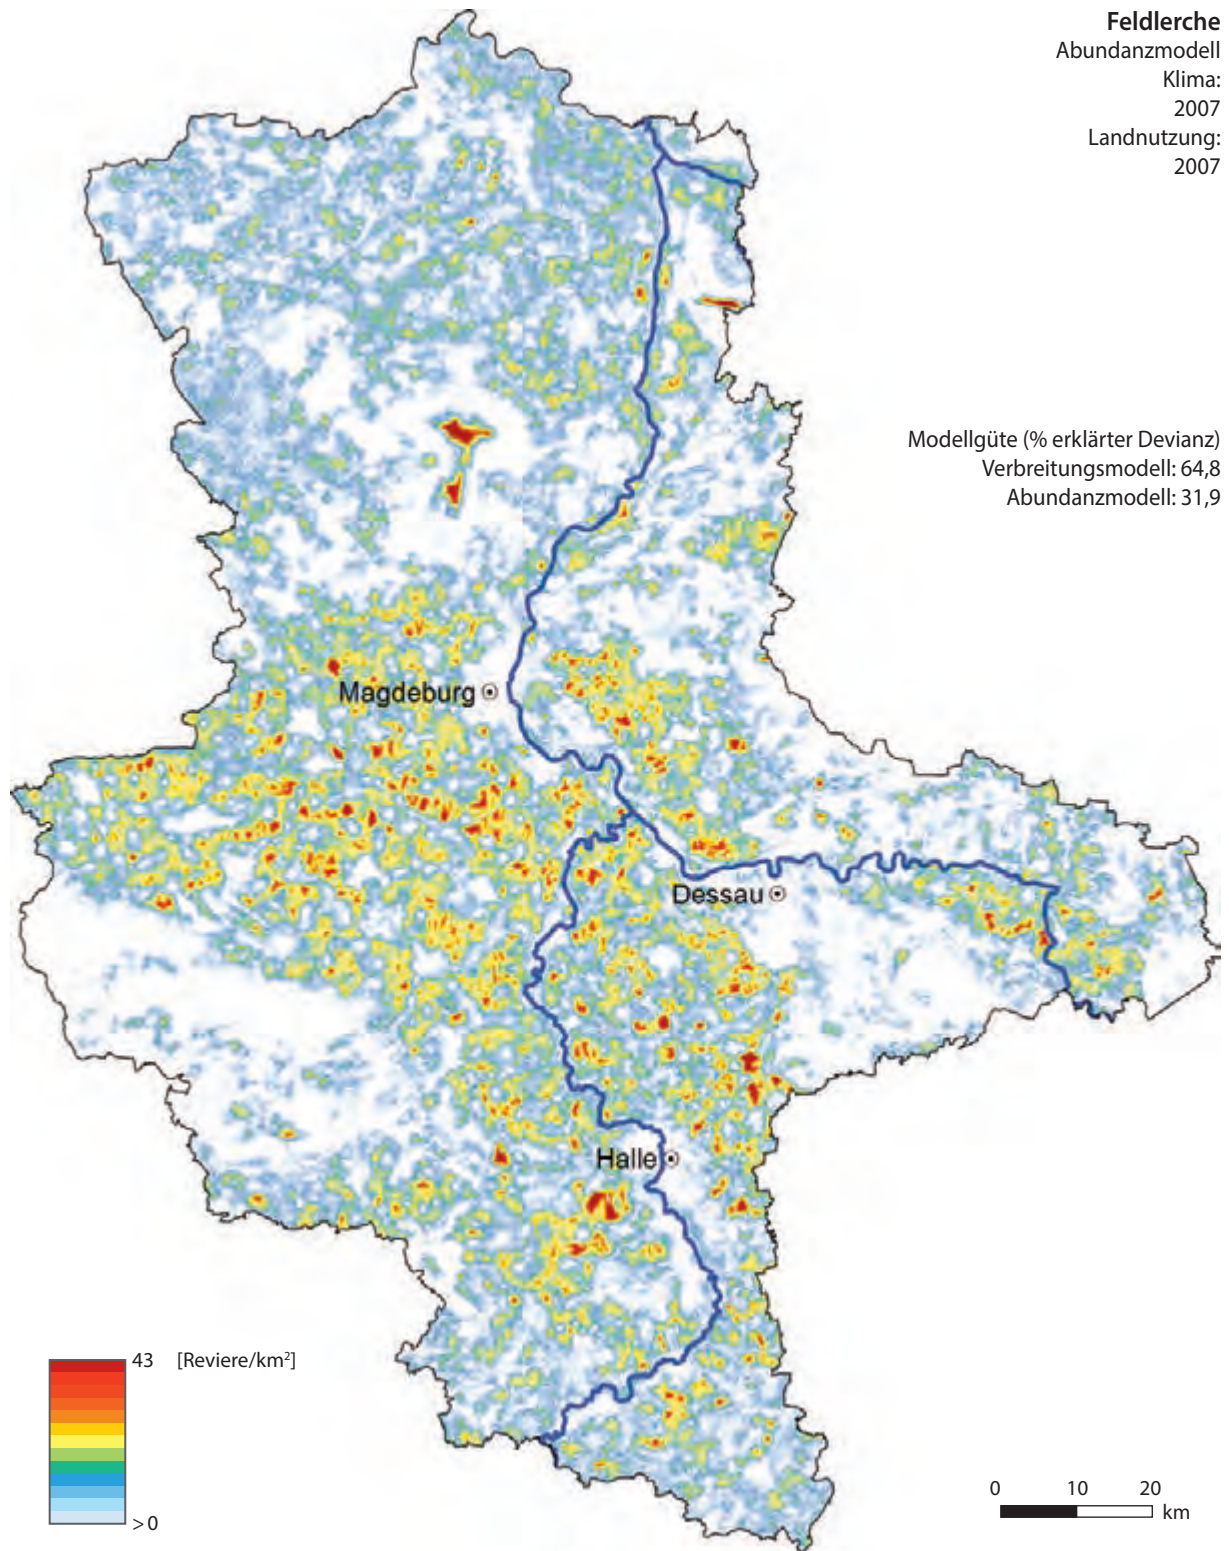 Feldlerche
Abundanzmodell
Klima:
2007
Landnutzung:
2007
Modellgüte (% erklärter Devianz)
Verbreitungsmodell: 64,8
Abundanzmodell: 31,9
Magdeburg
Dessau
Halle
43 [Reviere/km²]
>0
0 10 20
km